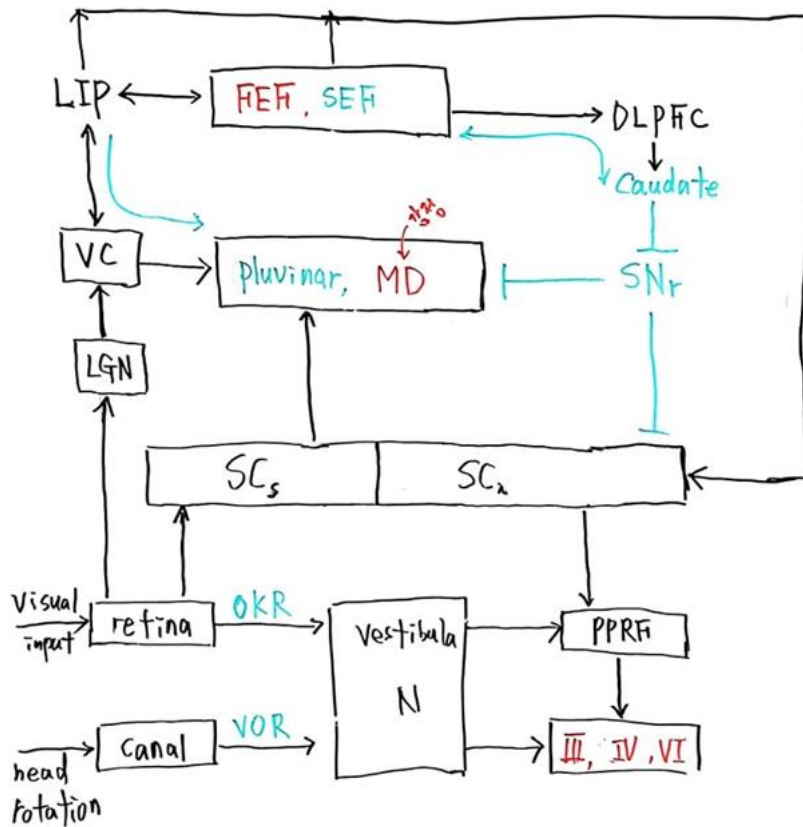 LIP
FEF, SEF
DLPFC
Caudate
VC
pluvinar, MD
SNr
LGN
SCs
SC
visual
input
retina
OKR
Vestibula
N
PPRF
head
rotation
canal
VOR
III, IV, VI